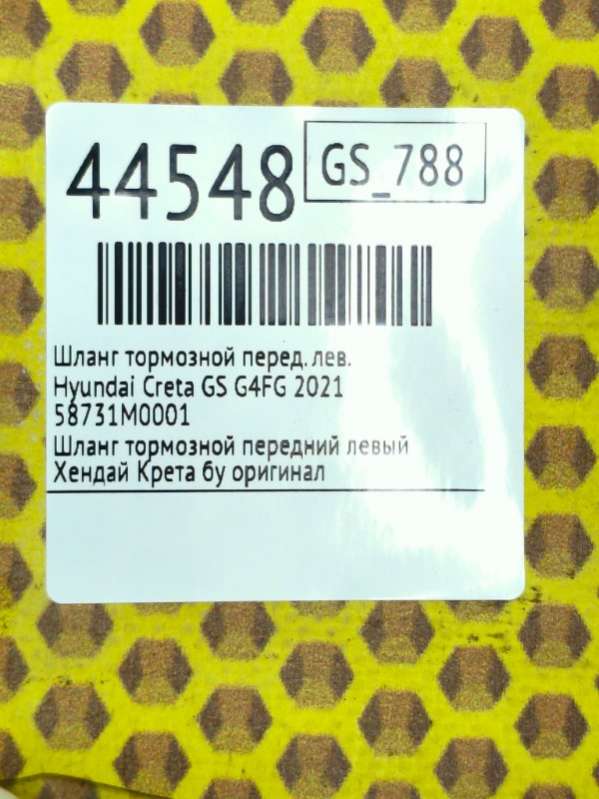 44548
GS_788
Шланг тормозной перед. лев.
Hyundai Creta GS G4FG 2021
58731M0001
Шланг тормозной передний левый
Хендай Крета бу оригинал